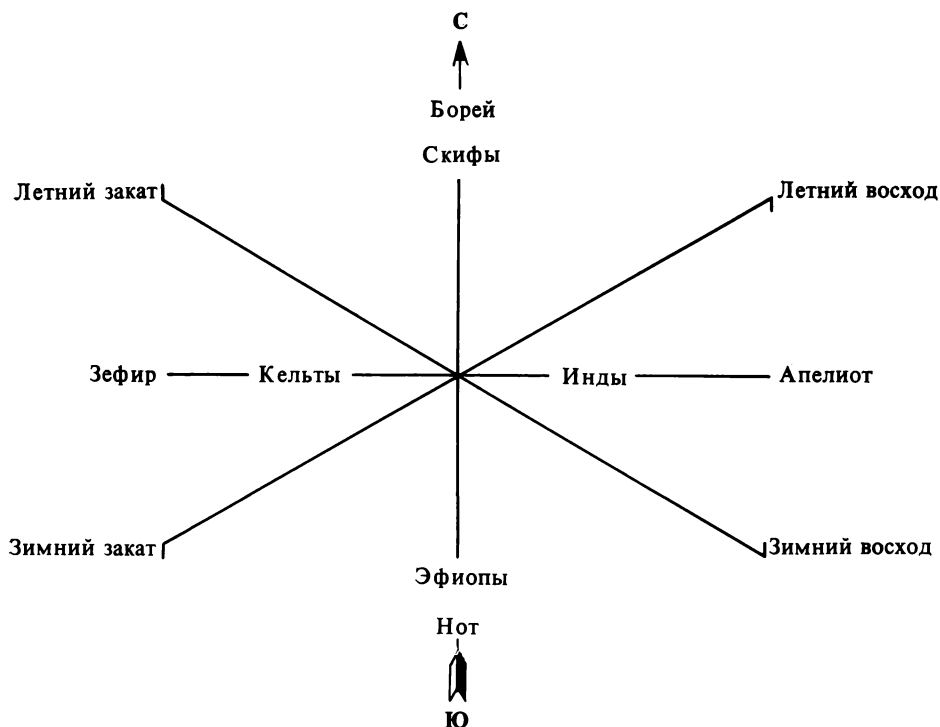 С
Борей
Скифы
Летний закат
Летний восход
Зефир
Кельты
Инды
Апелиот
Зимний закат
Зимний восход
Эфиопы
Нот
Ю